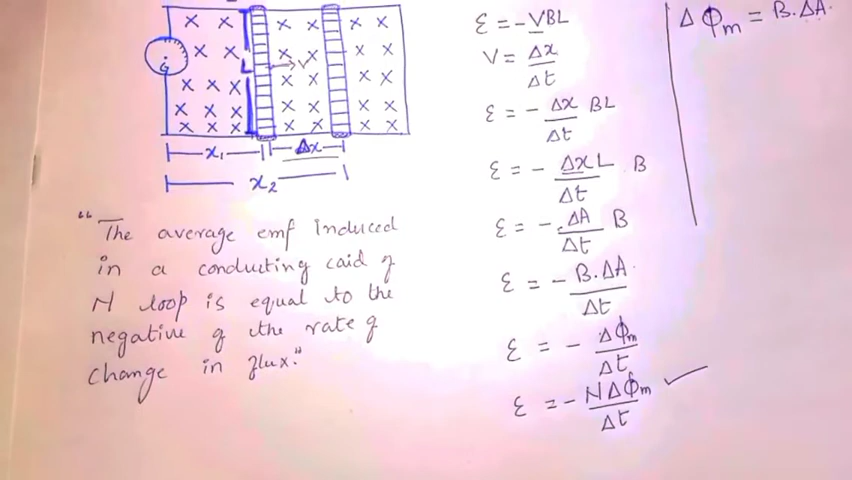 x x x x x x
G x x L x x v x x
x x x x x x x
x x x x x x x
x x x x x x x
x₁ Δx
x₂
"The average emf Induced
in a conducting caid of
N loop is equal to the
negative of the rate of
change in flux."
ε = - VBL
V = Δx/Δt
ε = - Δx/Δt BL
ε = - ΔxL/Δt B
ε = - ΔA/Δt B
ε = - B.ΔA/Δt
ε = - Δϕm/Δt
ε = - NΔϕm/Δt ✓
Δϕm = B.ΔA.